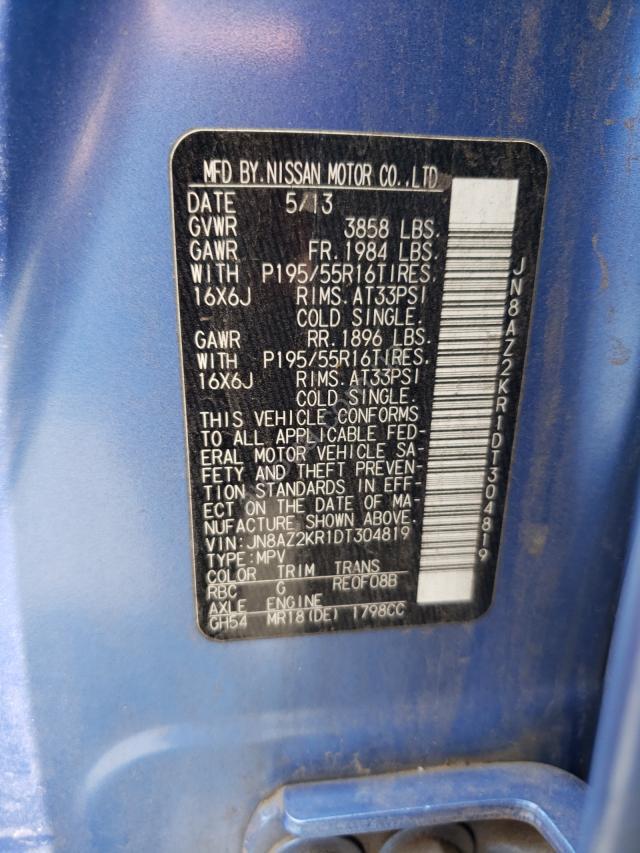 MFD BY. NISSAN MOTOR CO., LTD
DATE 5/13
GVWR 3858 LBS.
GAWR FR. 1984 LBS.
WITH P195/55R16TIRES.
16X6J RIMS. AT33PSI
COLD SINGLE.
GAWR RR. 1896 LBS.
WITH P195/55R16TIRES.
16X6J RIMS. AT33PSI
COLD SINGLE.
THIS VEHICLE CONFORMS
TO ALL APPLICABLE FED-
ERAL MOTOR VEHICLE SA-
FETY AND THEFT PREVEN-
TION STANDARDS IN EFF-
ECT ON THE DATE OF MA-
NUFACTURE SHOWN ABOVE.
VIN: JN8AZ2KR1DT304819
TYPE: MPV
COLOR TRIM TRANS
RBC G RE0F08B
AXLE ENGINE
GH54 MR18(DE) 1798CC
JN8AZ2KR1DT304819